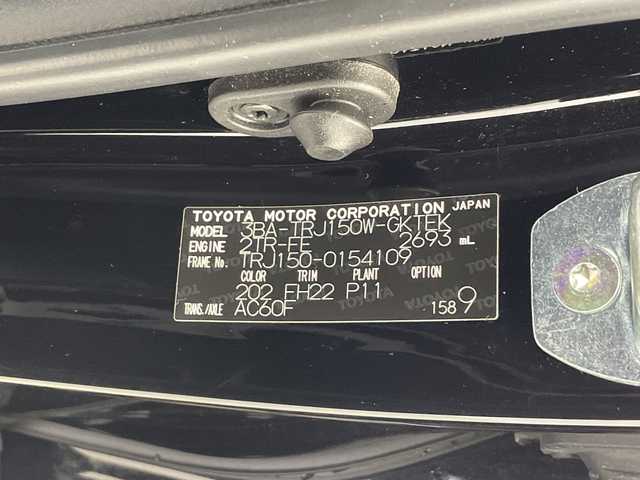 TOYOTA MOTOR CORPORATION JAPAN
MODEL 3BA-TRJ150W-GKTEK
ENGINE 2TR-FE 2693 mL
FRAME No. TRJ150-0154109
COLOR TRIM PLANT OPTION
202 FH22 P11
TRANS./AXLE AC60F 158 9